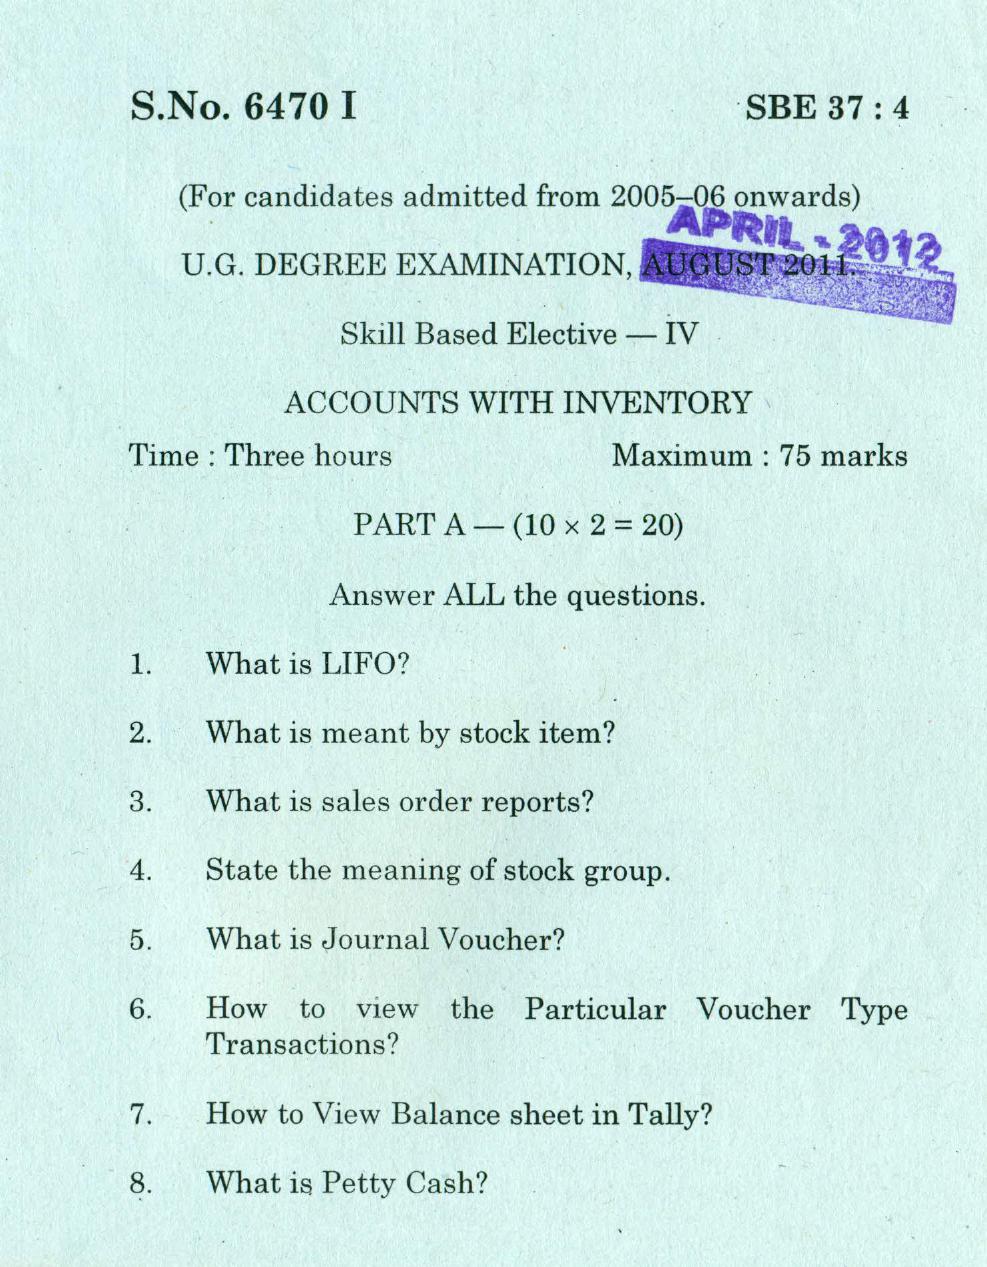 S.No. 6470 I SBE 37 : 4
(For candidates admitted from 2005–06 onwards)
APRIL - 2012
U.G. DEGREE EXAMINATION, AUGUST 2011.
Skill Based Elective — IV
ACCOUNTS WITH INVENTORY
Time : Three hours Maximum : 75 marks
PART A — (10 × 2 = 20)
Answer ALL the questions.
1. What is LIFO?
2. What is meant by stock item?
3. What is sales order reports?
4. State the meaning of stock group.
5. What is Journal Voucher?
6. How to view the Particular Voucher Type
Transactions?
7. How to View Balance sheet in Tally?
8. What is Petty Cash?